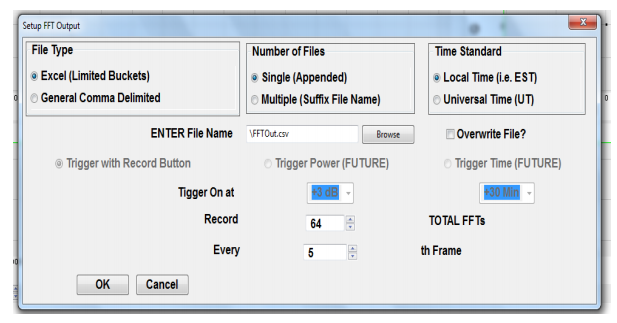 Setup FFT Output
File Type
Excel (Limited Buckets)
General Comma Delimited
Number of Files
Single (Appended)
Multiple (Suffix File Name)
Time Standard
Local Time (i.e. EST)
Universal Time (UT)
ENTER File Name
\FFTOut.csv
Browse
Overwrite File?
Trigger with Record Button
Trigger Power (FUTURE)
Trigger Time (FUTURE)
Tigger On at
+3 dB
+30 Min
Record
64
TOTAL FFTs
Every
5
th Frame
OK
Cancel